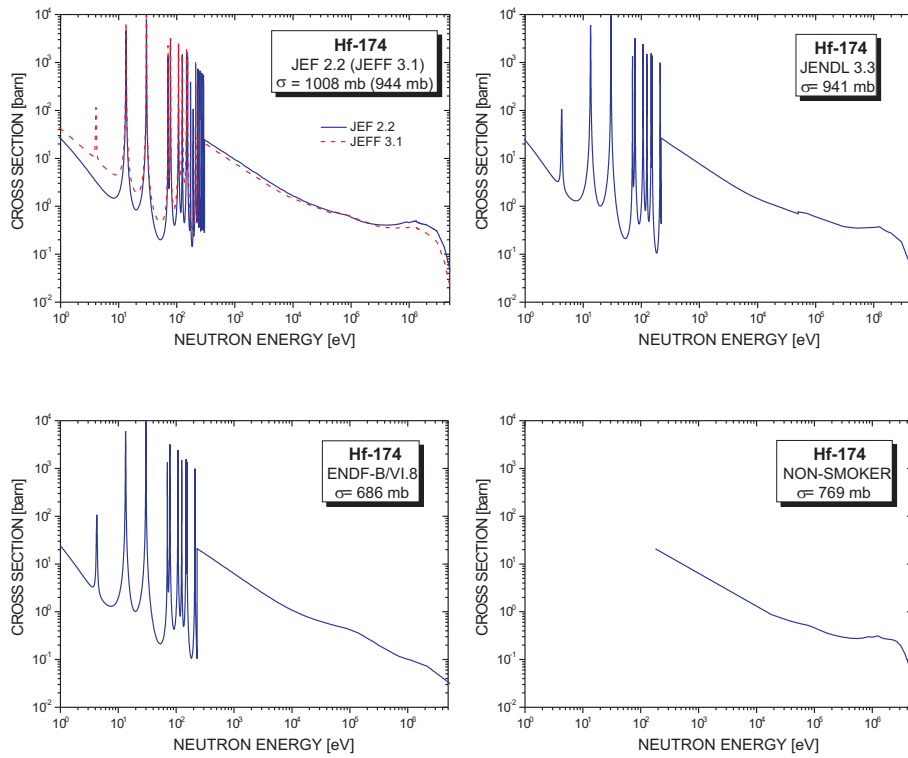 Hf-174
JEF 2.2 (JEFF 3.1)
σ = 1008 mb (944 mb)
JEF 2.2
JEFF 3.1
CROSS SECTION [barn]
10⁴
10³
10²
10¹
10⁰
10⁻¹
10⁻²
10⁰ 10¹ 10² 10³ 10⁴ 10⁵ 10⁶
NEUTRON ENERGY [eV]
Hf-174
JENDL 3.3
σ= 941 mb
CROSS SECTION [barn]
10⁴
10³
10²
10¹
10⁰
10⁻¹
10⁻²
10⁰ 10¹ 10² 10³ 10⁴ 10⁵ 10⁶
NEUTRON ENERGY [eV]
Hf-174
ENDF-B/VI.8
σ= 686 mb
CROSS SECTION [barn]
10⁴
10³
10²
10¹
10⁰
10⁻¹
10⁻²
10⁰ 10¹ 10² 10³ 10⁴ 10⁵ 10⁶
NEUTRON ENERGY [eV]
Hf-174
NON-SMOKER
σ= 769 mb
CROSS SECTION [barn]
10⁴
10³
10²
10¹
10⁰
10⁻¹
10⁻²
10⁰ 10¹ 10² 10³ 10⁴ 10⁵ 10⁶
NEUTRON ENERGY [eV]